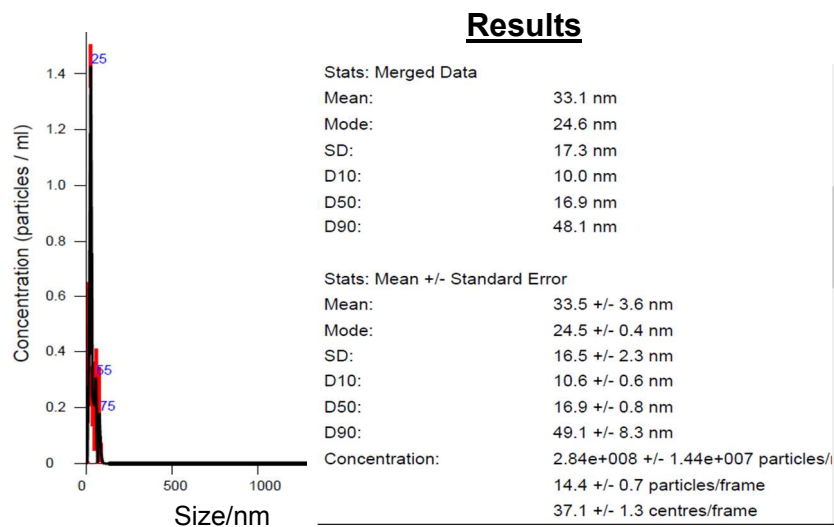 Results
Concentration (particles / ml)
1.4
1.2
1.0
0.8
0.6
0.4
0.2
0
25
55
75
0
500
1000
Size/nm
Stats: Merged Data
Mean: 33.1 nm
Mode: 24.6 nm
SD: 17.3 nm
D10: 10.0 nm
D50: 16.9 nm
D90: 48.1 nm
Stats: Mean +/- Standard Error
Mean: 33.5 +/- 3.6 nm
Mode: 24.5 +/- 0.4 nm
SD: 16.5 +/- 2.3 nm
D10: 10.6 +/- 0.6 nm
D50: 16.9 +/- 0.8 nm
D90: 49.1 +/- 8.3 nm
Concentration: 2.84e+008 +/- 1.44e+007 particles/
14.4 +/- 0.7 particles/frame
37.1 +/- 1.3 centres/frame